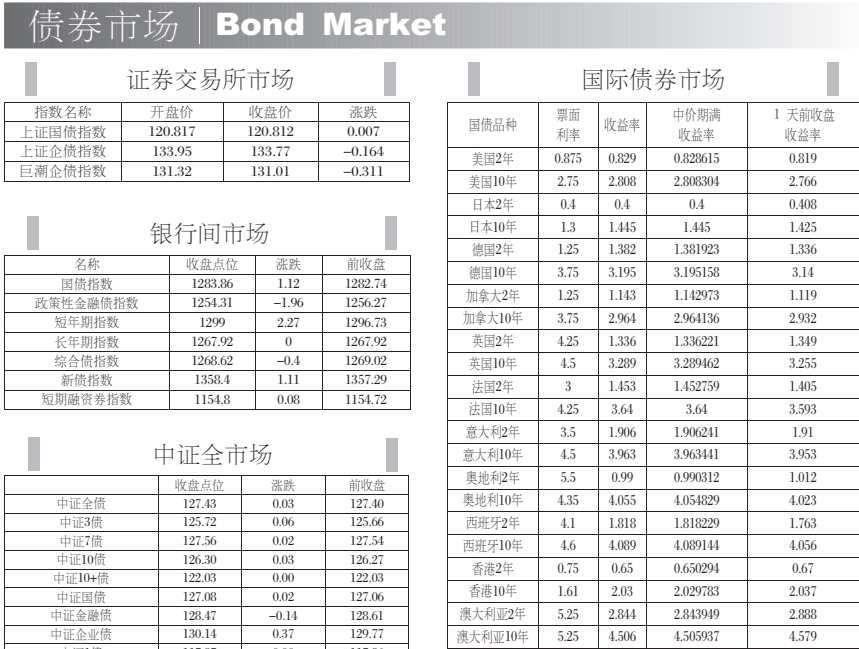 债券市场 Bond Market
证券交易所市场
指数名称 开盘价 收盘价 涨跌
上证国债指数 120.817 120.812 0.007
上证企债指数 133.95 133.77 -0.164
巨潮企债指数 131.32 131.01 -0.311
银行间市场
名称 收盘点位 涨跌 前收盘
国债指数 1283.86 1.12 1282.74
政策性金融债指数 1254.31 -1.96 1256.27
短年期指数 1299 2.27 1296.73
长年期指数 1267.92 0 1267.92
综合债指数 1268.62 -0.4 1269.02
新债指数 1358.4 1.11 1357.29
短期融资券指数 1154.8 0.08 1154.72
中证全市场
收盘点位 涨跌 前收盘
中证全债 127.43 0.03 127.40
中证3债 125.72 0.06 125.66
中证7债 127.56 0.02 127.54
中证10债 126.30 0.03 126.27
中证10+债 122.03 0.00 122.03
中证国债 127.08 0.02 127.06
中证金融债 128.47 -0.14 128.61
中证企业债 130.14 0.37 129.77
国际债券市场
国债品种 票面利率 收益率 中价期满收益率 1 天前收盘收益率
美国2年 0.875 0.829 0.828615 0.819
美国10年 2.75 2.808 2.808304 2.766
日本2年 0.4 0.4 0.4 0.408
日本10年 1.3 1.445 1.445 1.425
德国2年 1.25 1.382 1.381923 1.336
德国10年 3.75 3.195 3.195158 3.14
加拿大2年 1.25 1.143 1.142973 1.119
加拿大10年 3.75 2.964 2.964136 2.932
英国2年 4.25 1.336 1.336221 1.349
英国10年 4.5 3.289 3.289462 3.255
法国2年 3 1.453 1.452759 1.405
法国10年 4.25 3.64 3.64 3.593
意大利2年 3.5 1.906 1.906241 1.91
意大利10年 4.5 3.963 3.963441 3.953
奥地利2年 5.5 0.99 0.990312 1.012
奥地利10年 4.35 4.055 4.054829 4.023
西班牙2年 4.1 1.818 1.818229 1.763
西班牙10年 4.6 4.089 4.089144 4.056
香港2年 0.75 0.65 0.650294 0.67
香港10年 1.61 2.03 2.029783 2.037
澳大利亚2年 5.25 2.844 2.843949 2.888
澳大利亚10年 5.25 4.506 4.505937 4.579